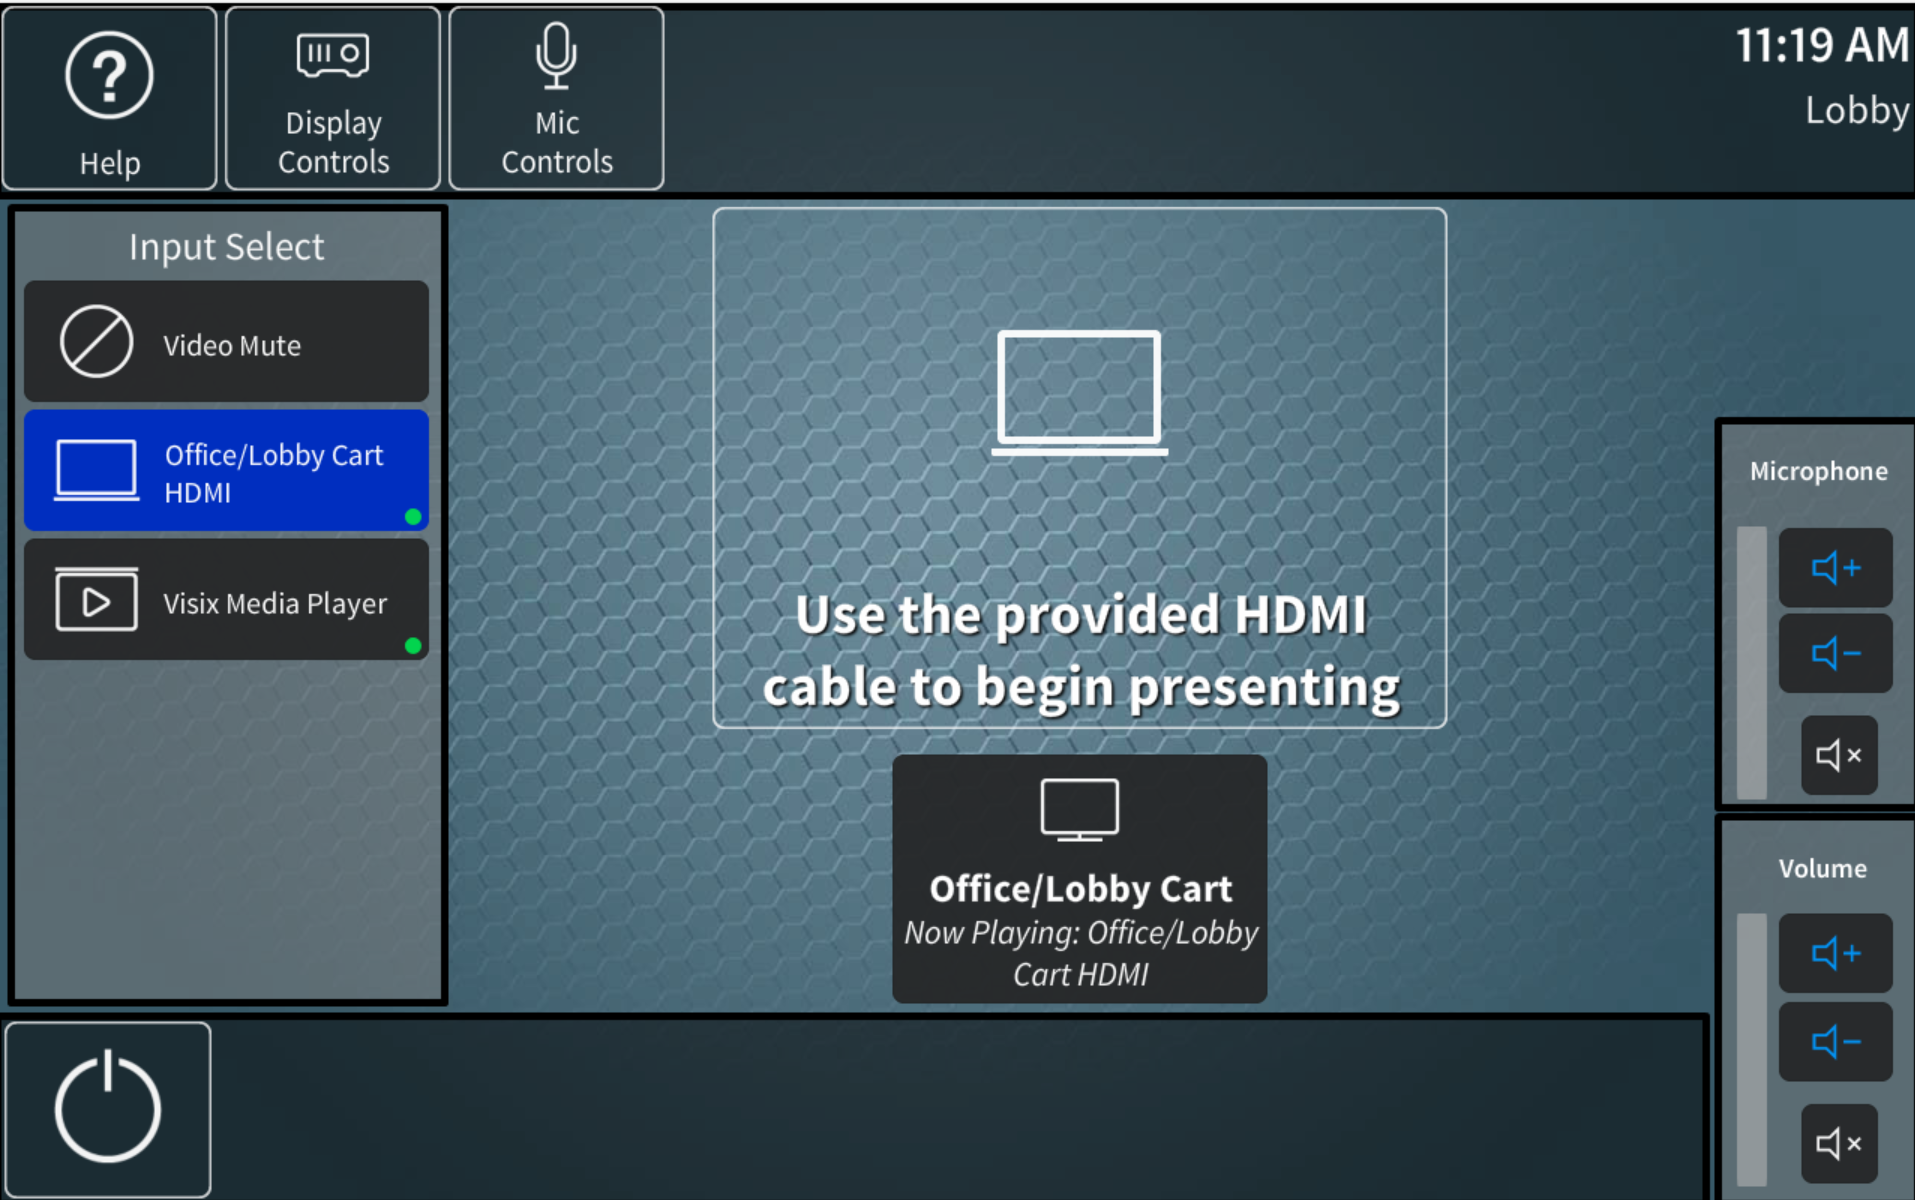 11:19 AM
Lobby
Help
Display
Controls
Mic
Controls
Input Select
Video Mute
Office/Lobby Cart
HDMI
Visix Media Player
Use the provided HDMI
cable to begin presenting
Office/Lobby Cart
Now Playing: Office/Lobby
Cart HDMI
Microphone
Volume